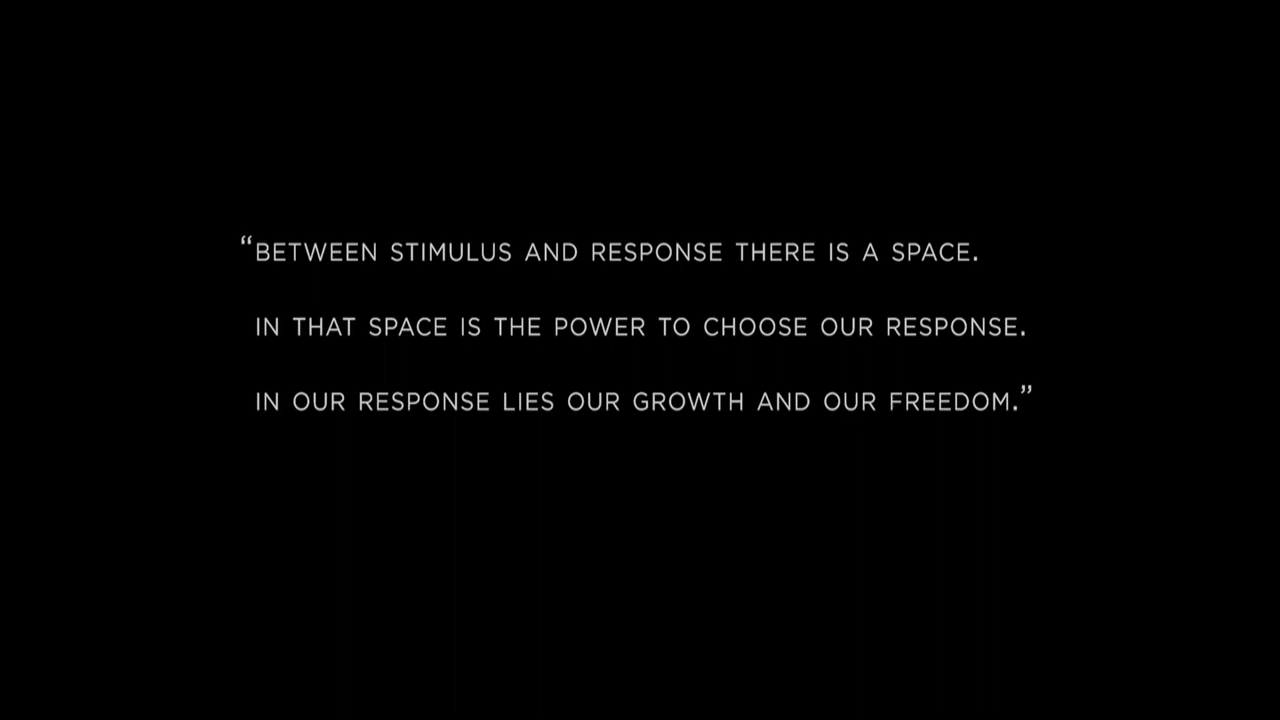 “BETWEEN STIMULUS AND RESPONSE THERE IS A SPACE.
IN THAT SPACE IS THE POWER TO CHOOSE OUR RESPONSE.
IN OUR RESPONSE LIES OUR GROWTH AND OUR FREEDOM.”